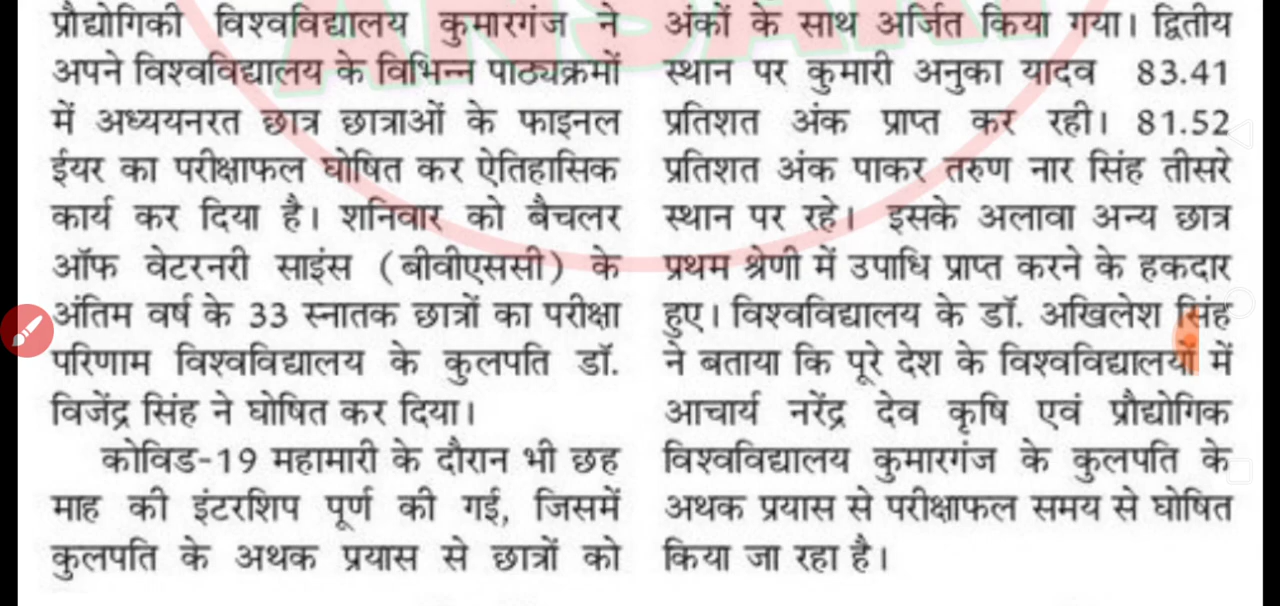 प्रौद्योगिकी विश्वविद्यालय कुमारगंज ने
अपने विश्वविद्यालय के विभिन्न पाठ्यक्रमों
में अध्ययनरत छात्र छात्राओं के फाइनल
ईयर का परीक्षाफल घोषित कर ऐतिहासिक
कार्य कर दिया है। शनिवार को बैचलर
ऑफ वेटरनरी साइंस (बीवीएससी) के
अंतिम वर्ष के 33 स्नातक छात्रों का परीक्षा
परिणाम विश्वविद्यालय के कुलपति डॉ.
विजेंद्र सिंह ने घोषित कर दिया।
कोविड-19 महामारी के दौरान भी छह
माह की इंटरशिप पूर्ण की गई, जिसमें
कुलपति के अथक प्रयास से छात्रों को
अंकों के साथ अर्जित किया गया। द्वितीय
स्थान पर कुमारी अनुका यादव 83.41
प्रतिशत अंक प्राप्त कर रही। 81.52
प्रतिशत अंक पाकर तरुण नार सिंह तीसरे
स्थान पर रहे। इसके अलावा अन्य छात्र
प्रथम श्रेणी में उपाधि प्राप्त करने के हकदार
हुए। विश्वविद्यालय के डॉ. अखिलेश सिंह
ने बताया कि पूरे देश के विश्वविद्यालयों में
आचार्य नरेंद्र देव कृषि एवं प्रौद्योगिक
विश्वविद्यालय कुमारगंज के कुलपति के
अथक प्रयास से परीक्षाफल समय से घोषित
किया जा रहा है।
ANSARI